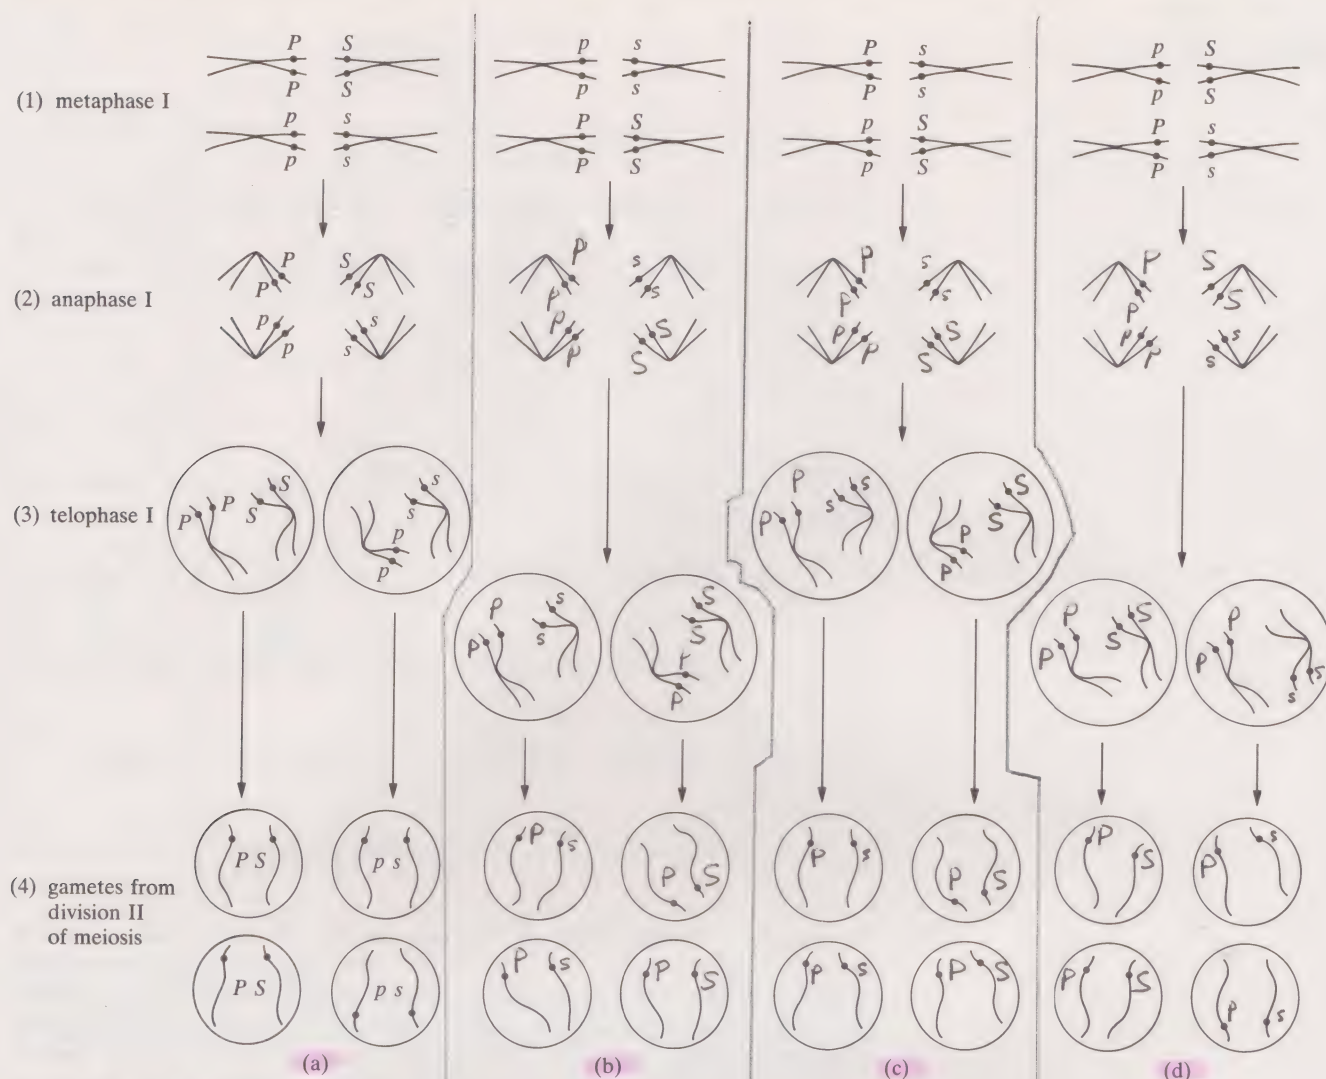 P S p s P s p S
(1) metaphase I
P S p s P s p S
p s P S p S P s
p s P S p S P s
P S P s P s P S
P S P s P s P S
(2) anaphase I
p s P S P S P s
p s P S P S P s
P P S s P s S
(3) telophase I
P S s P s S
p P s S P P S P
p P s S P P S P s
P s
P S p s P s P S P s P S P S P s
(4) gametes from
division II
of meiosis
P S p s P s P S P s P S P S P s
(a) (b) (c) (d)